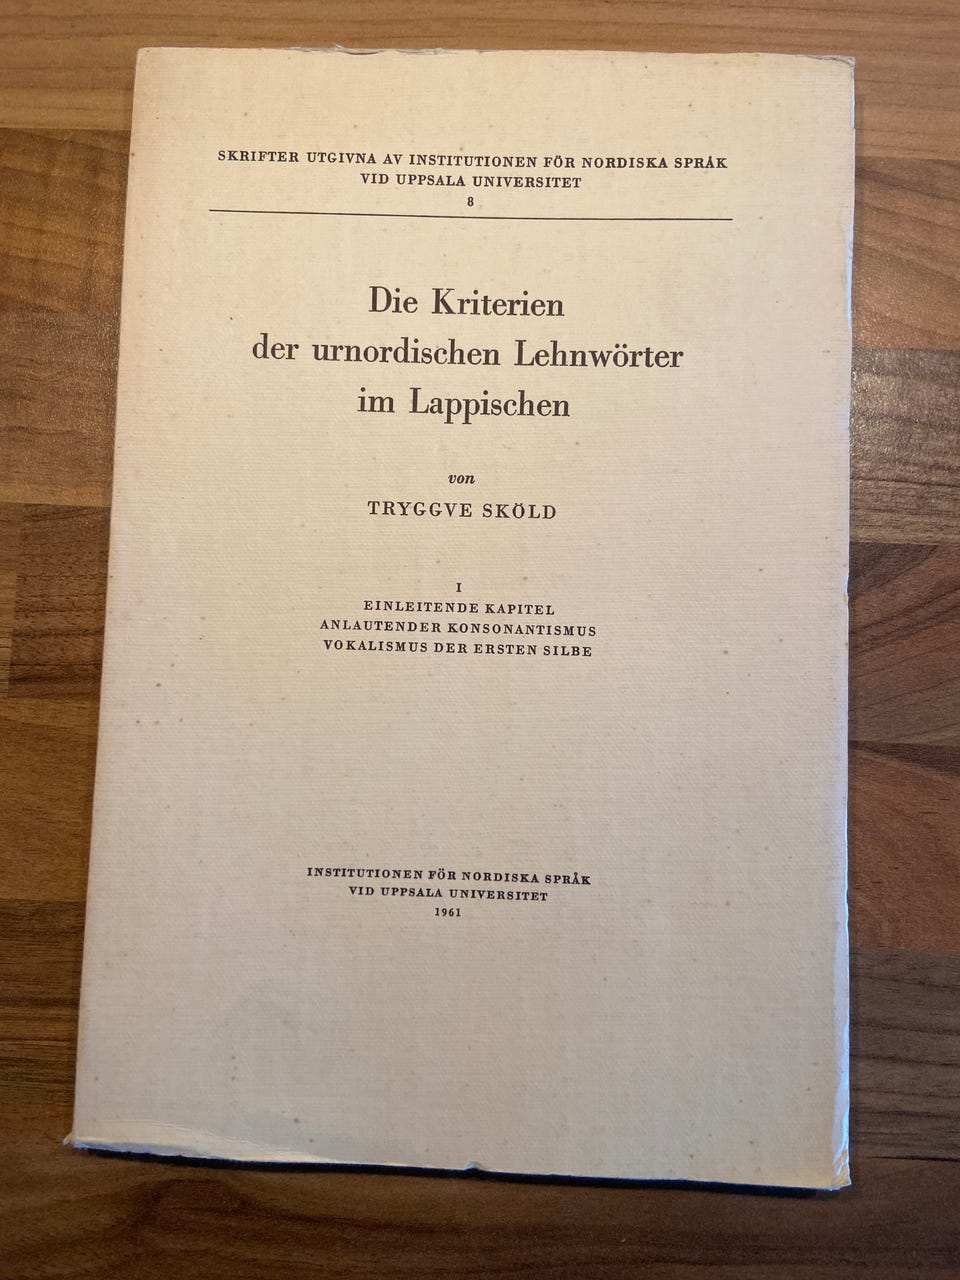 SKRIFTER UTGIVNA AV INSTITUTIONEN FÖR NORDISKA SPRÅK
VID UPPSALA UNIVERSITET
8
Die Kriterien
der urnordischen Lehnwörter
im Lappischen
von
TRYGGVE SKÖLD
I
EINLEITENDE KAPITEL
ANLAUTENDER KONSONANTISMUS
VOKALISMUS DER ERSTEN SILBE
INSTITUTIONEN FÖR NORDISKA SPRÅK
VID UPPSALA UNIVERSITET
1961